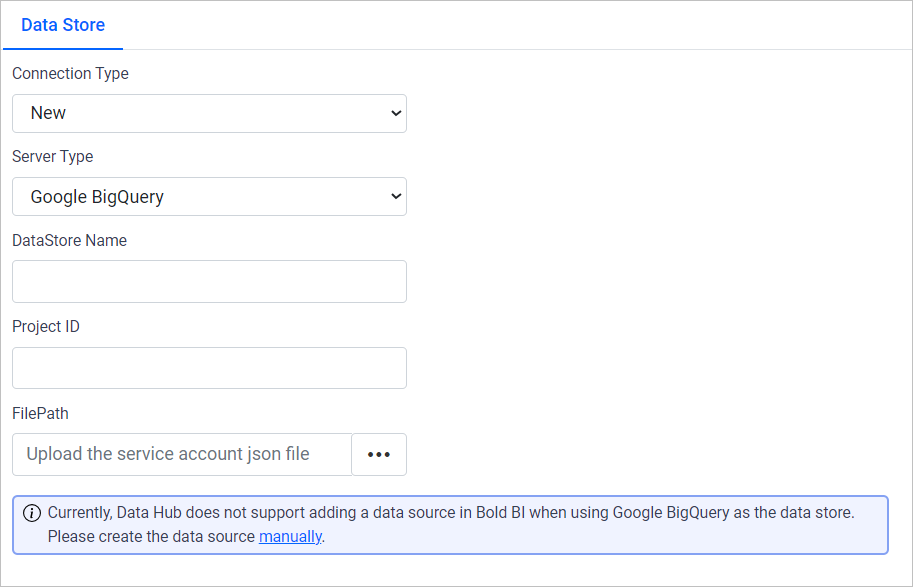 Data Store
Connection Type
New
Server Type
Google BigQuery
DataStore Name
Project ID
FilePath
Upload the service account json file
Currently, Data Hub does not support adding a data source in Bold BI when using Google BigQuery as the data store.
Please create the data source manually.